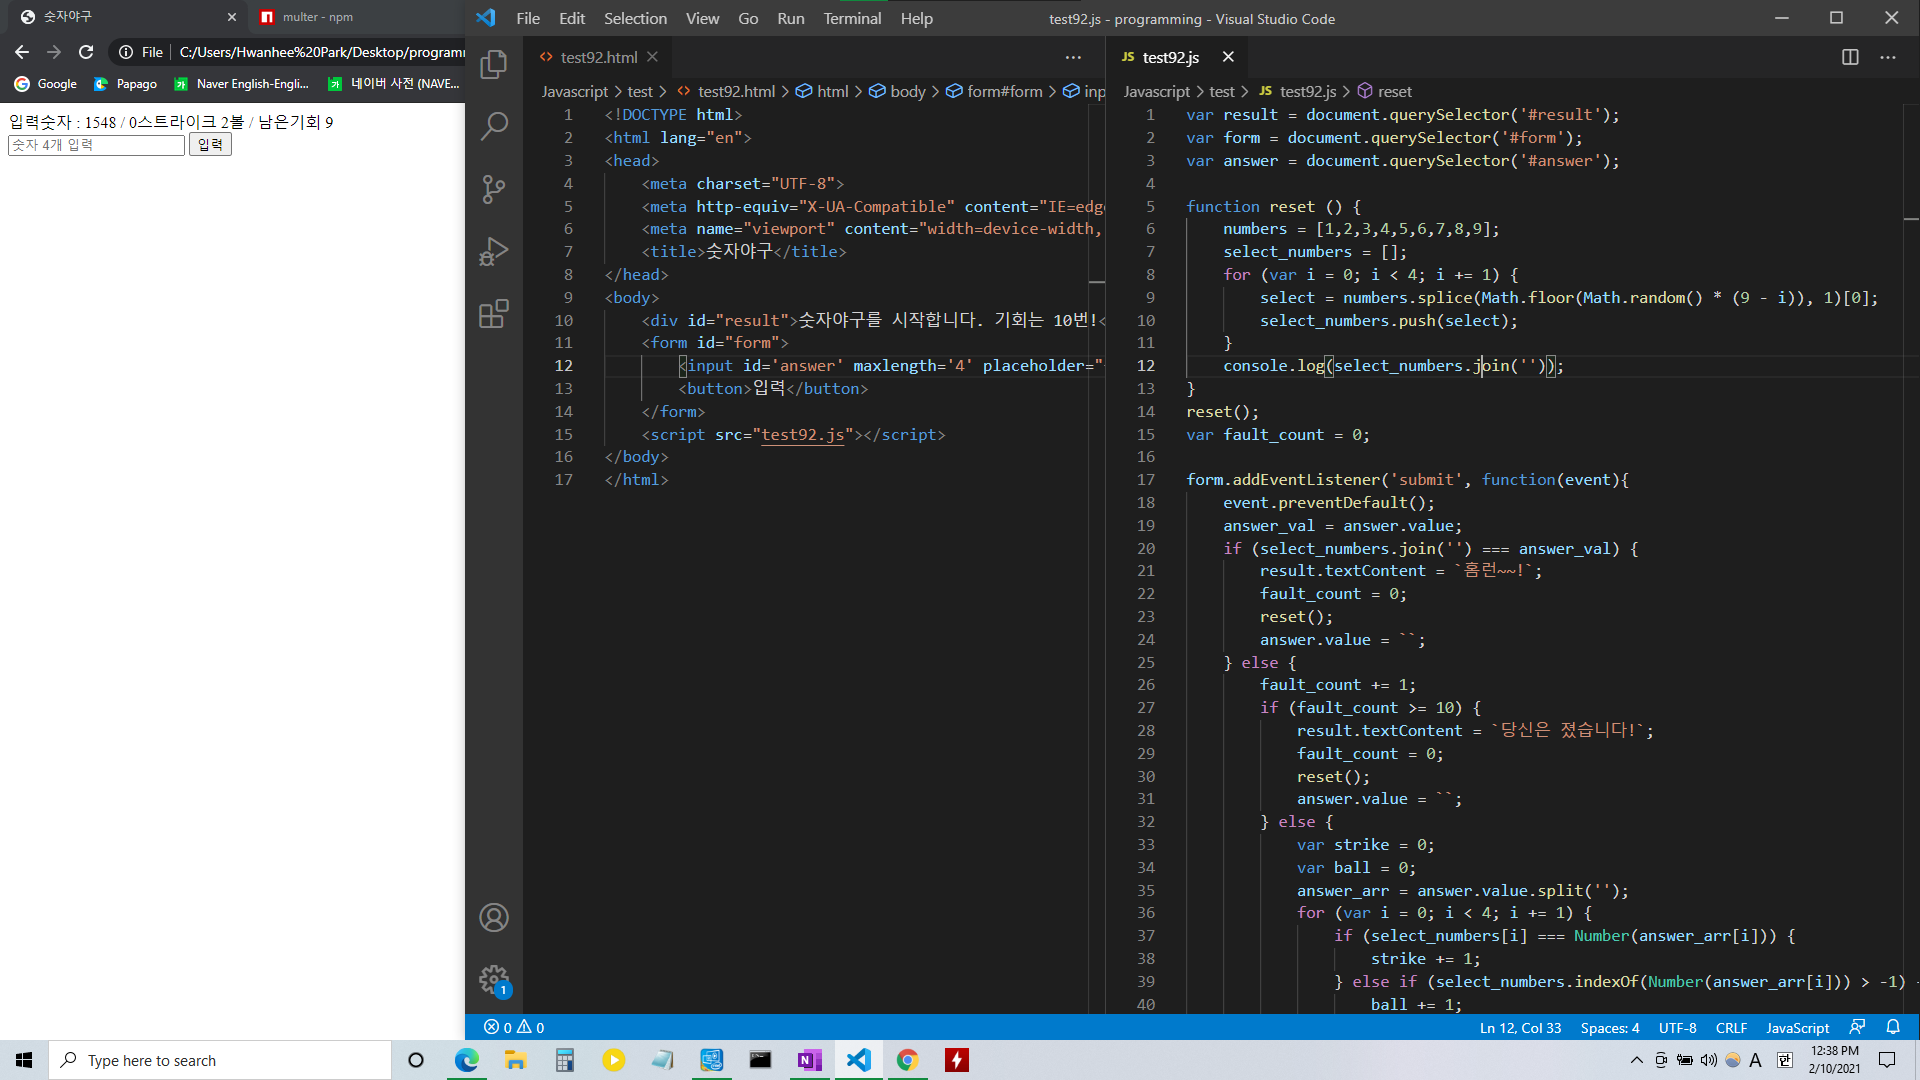 숫자야구
multer - npm
File C:/Users/Hwanhee%20Park/Desktop/programm
Google Papago Naver English-Engli... 네이버 사전 (NAVE...
입력숫자 : 1548 / 0스트라이크 2볼 / 남은기회 9
숫자 4개 입력 입력
File Edit Selection View Go Run Terminal Help
test92.js - programming - Visual Studio Code
test92.html
Javascript > test > test92.html > html > body > form#form > inp
1 <!DOCTYPE html>
2 <html lang="en">
3 <head>
4 <meta charset="UTF-8">
5 <meta http-equiv="X-UA-Compatible" content="IE=edg
6 <meta name="viewport" content="width=device-width,
7 <title>숫자야구</title>
8 </head>
9 <body>
10 <div id="result">숫자야구를 시작합니다. 기회는 10번!<
11 <form id="form">
12 <input id='answer' maxlength='4' placeholder="
13 <button>입력</button>
14 </form>
15 <script src="test92.js"></script>
16 </body>
17 </html>
JS test92.js
Javascript > test > JS test92.js > reset
1 var result = document.querySelector('#result');
2 var form = document.querySelector('#form');
3 var answer = document.querySelector('#answer');
4
5 function reset () {
6 numbers = [1,2,3,4,5,6,7,8,9];
7 select_numbers = [];
8 for (var i = 0; i < 4; i += 1) {
9 select = numbers.splice(Math.floor(Math.random() * (9 - i)), 1)[0];
10 select_numbers.push(select);
11 }
12 console.log(select_numbers.join(''));
13 }
14 reset();
15 var fault_count = 0;
16
17 form.addEventListener('submit', function(event){
18 event.preventDefault();
19 answer_val = answer.value;
20 if (select_numbers.join('') === answer_val) {
21 result.textContent = `홈런~~!`;
22 fault_count = 0;
23 reset();
24 answer.value = ``;
25 } else {
26 fault_count += 1;
27 if (fault_count >= 10) {
28 result.textContent = `당신은 졌습니다!`;
29 fault_count = 0;
30 reset();
31 answer.value = ``;
32 } else {
33 var strike = 0;
34 var ball = 0;
35 answer_arr = answer.value.split('');
36 for (var i = 0; i < 4; i += 1) {
37 if (select_numbers[i] === Number(answer_arr[i])) {
38 strike += 1;
39 } else if (select_numbers.indexOf(Number(answer_arr[i])) > -1)
40 ball += 1;
1
0 0
Ln 12, Col 33 Spaces: 4 UTF-8 CRLF JavaScript
Type here to search
A 한 12:38 PM
2/10/2021